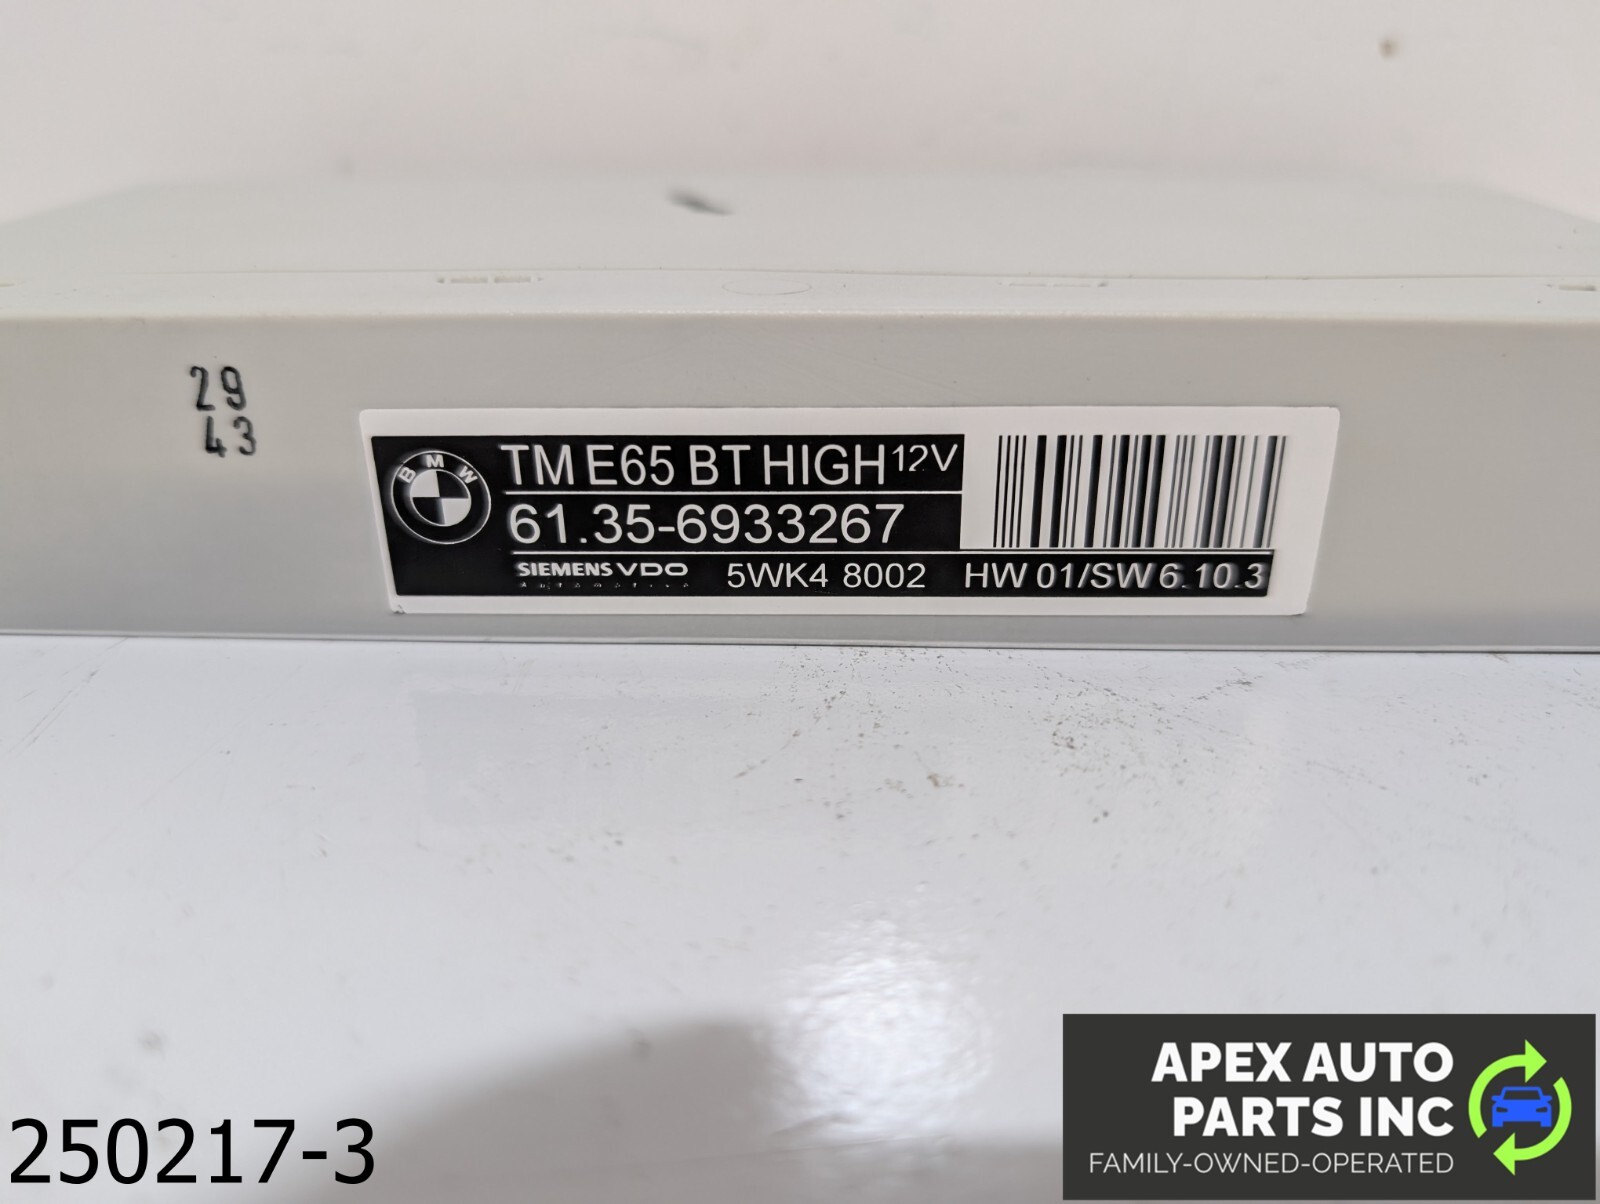 29
43
BMW
TM E65 BT HIGH 12V
61.35-6933267
SIEMENS VDO 5WK4 8002 HW 01/SW 6.10.3
APEX AUTO
PARTS INC
FAMILY-OWNED-OPERATED
250217-3